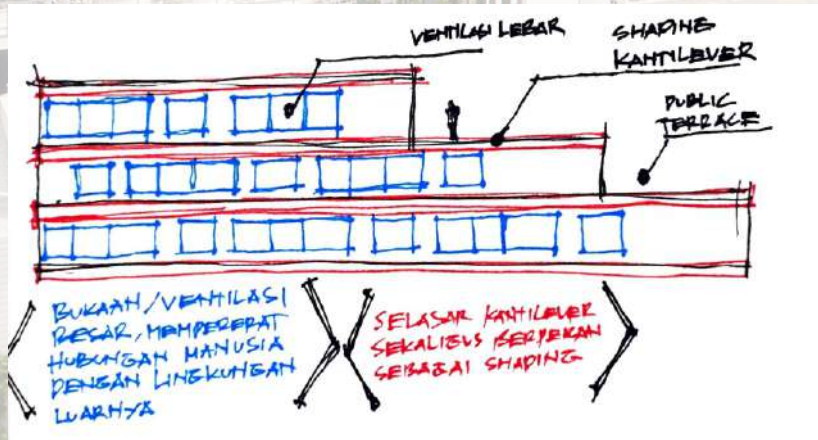 VENTILASI LEBAR
SHADING
KANTILEVER
PUBLIC
TERRACE
BUKAAN/VENTILASI
BESAR, MEMPERERAT
HUBUNGAN MANUSIA
DENGAN LINGKUNGAN
LUARNYA
SELASAR KANTILEVER
SEKALIGUS BERPERAN
SEBAGAI SHADING